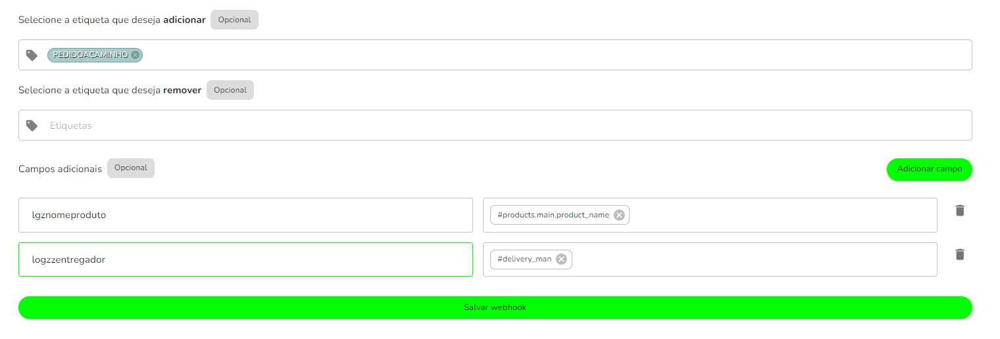 Selecione a etiqueta que deseja adicionar Opcional
PEDIDOACAMINHO
Selecione a etiqueta que deseja remover Opcional
Etiquetas
Campos adicionais Opcional Adicionar campo
lgznomeproduto #products.main.product_name
logzzentregador #delivery_man
Salvar webhook